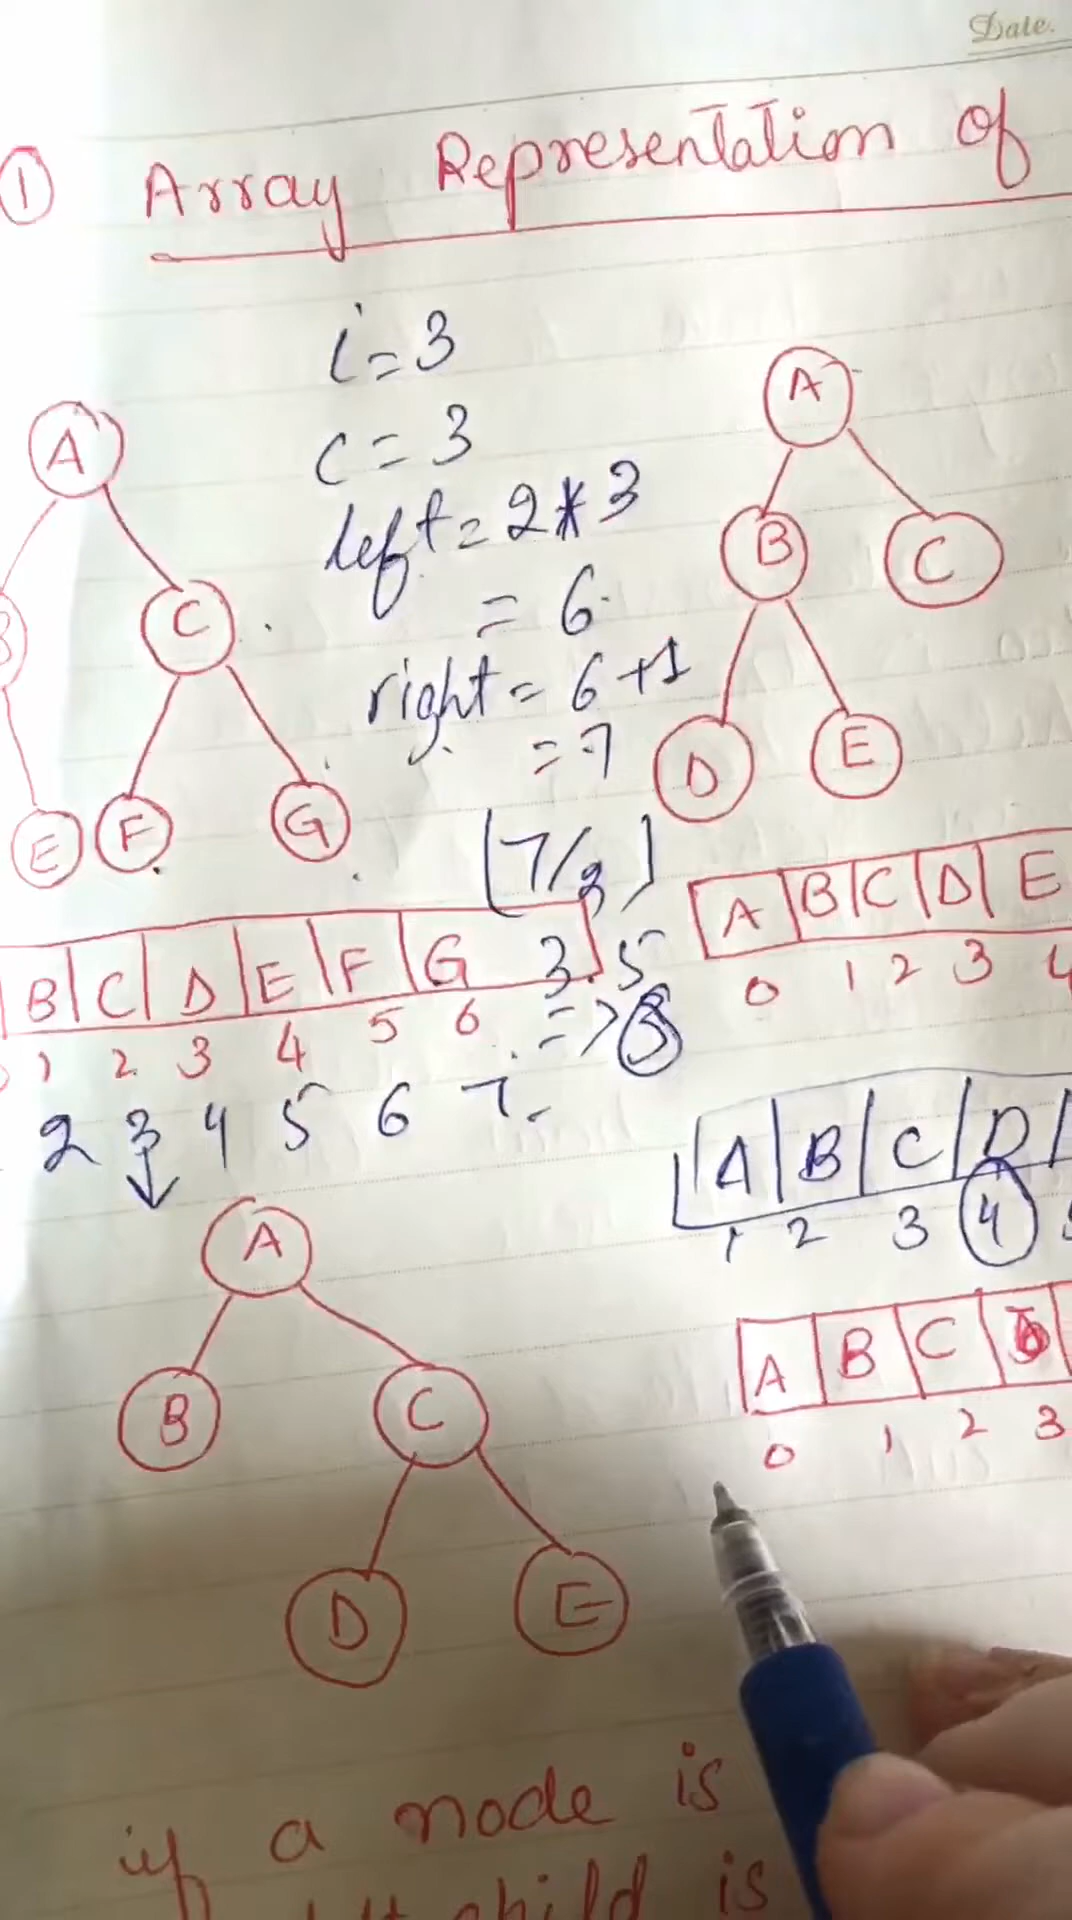 Date.
1 Array Representation of
i = 3
c = 3
left = 2*3
= 6
right = 6+1
= 7
A
B C
E F G
A
B C
D E
[7/2]
3.5
=> 3
B C D E F G
1 2 3 4 5 6
2 3 4 5 6 7
A B C D E
0 1 2 3 4
A B C D
1 2 3 4
A
B C
D E
A B C
0 1 2 3
if a node is
child is